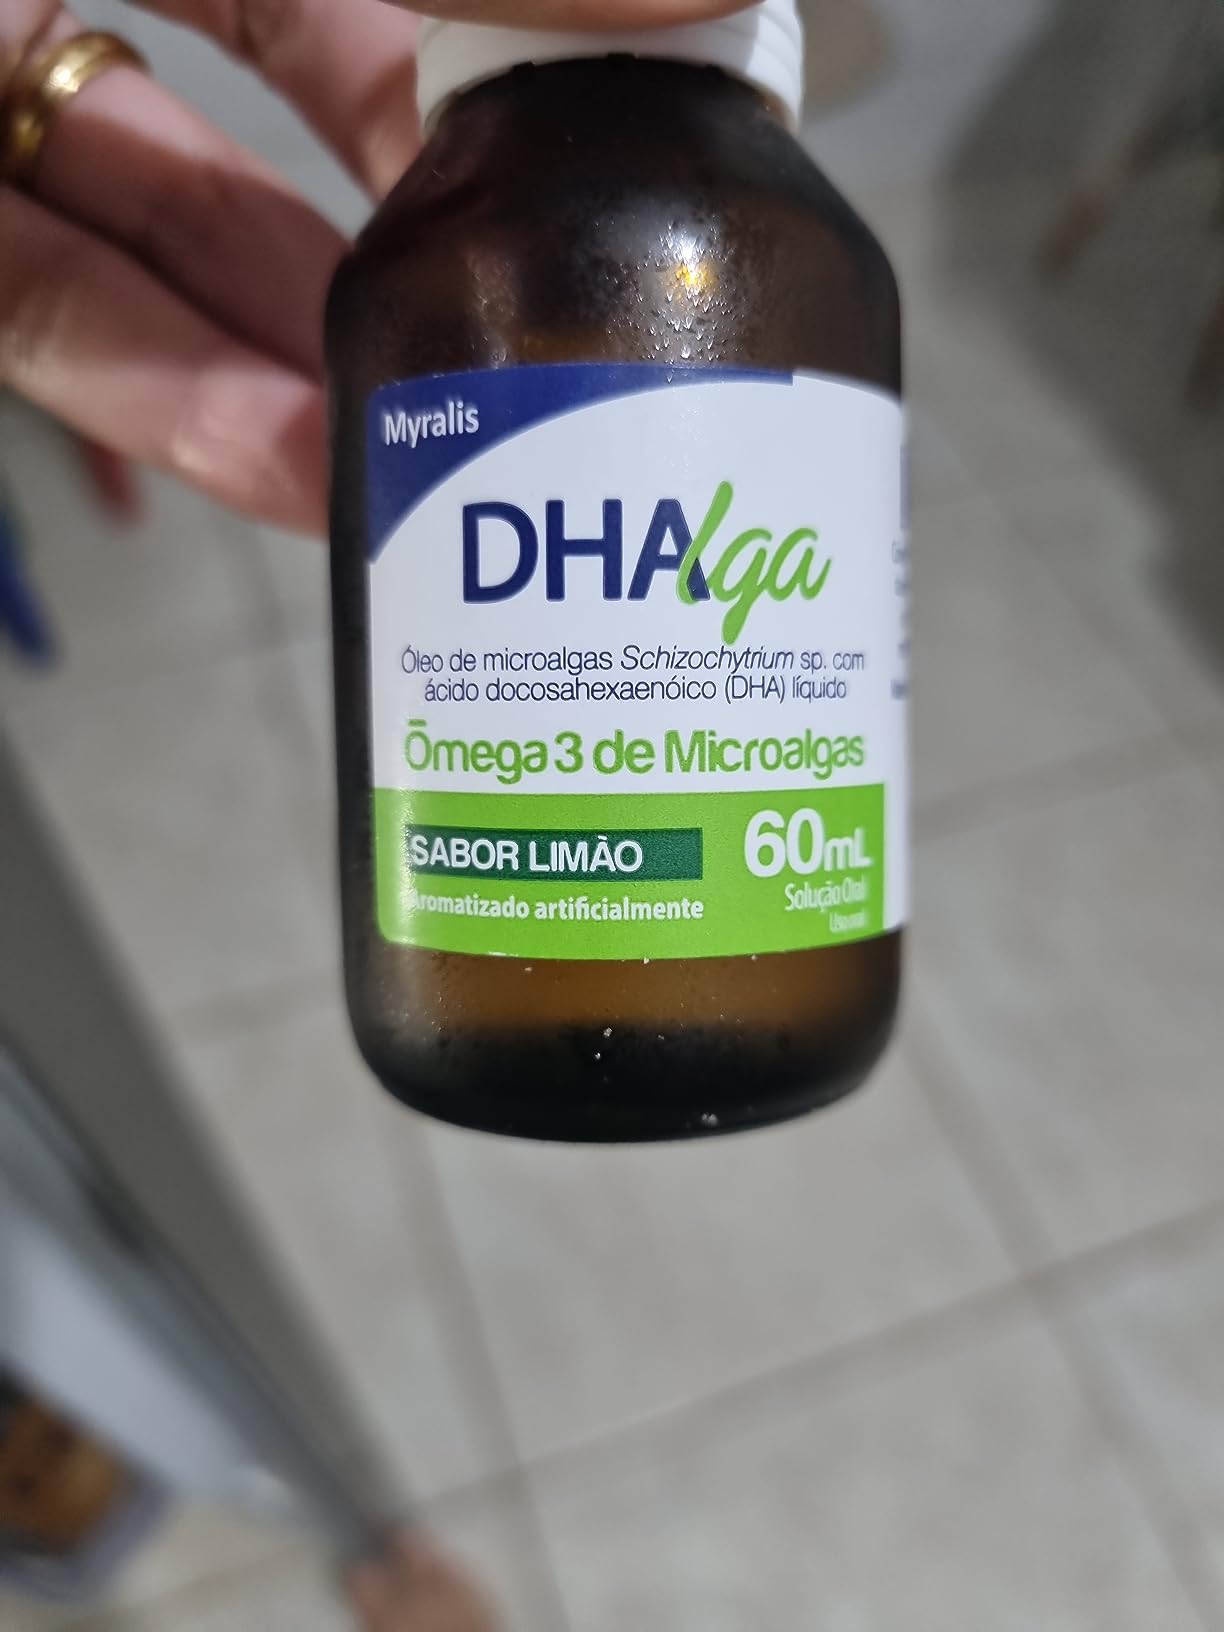 Myralis
DHAlga
Óleo de microalgas Schizochytrium sp. com
ácido docosahexaenóico (DHA) líquido
Ômega 3 de Microalgas
SABOR LIMÃO
Aromatizado artificialmente
60mL
Solução Oral
Uso oral